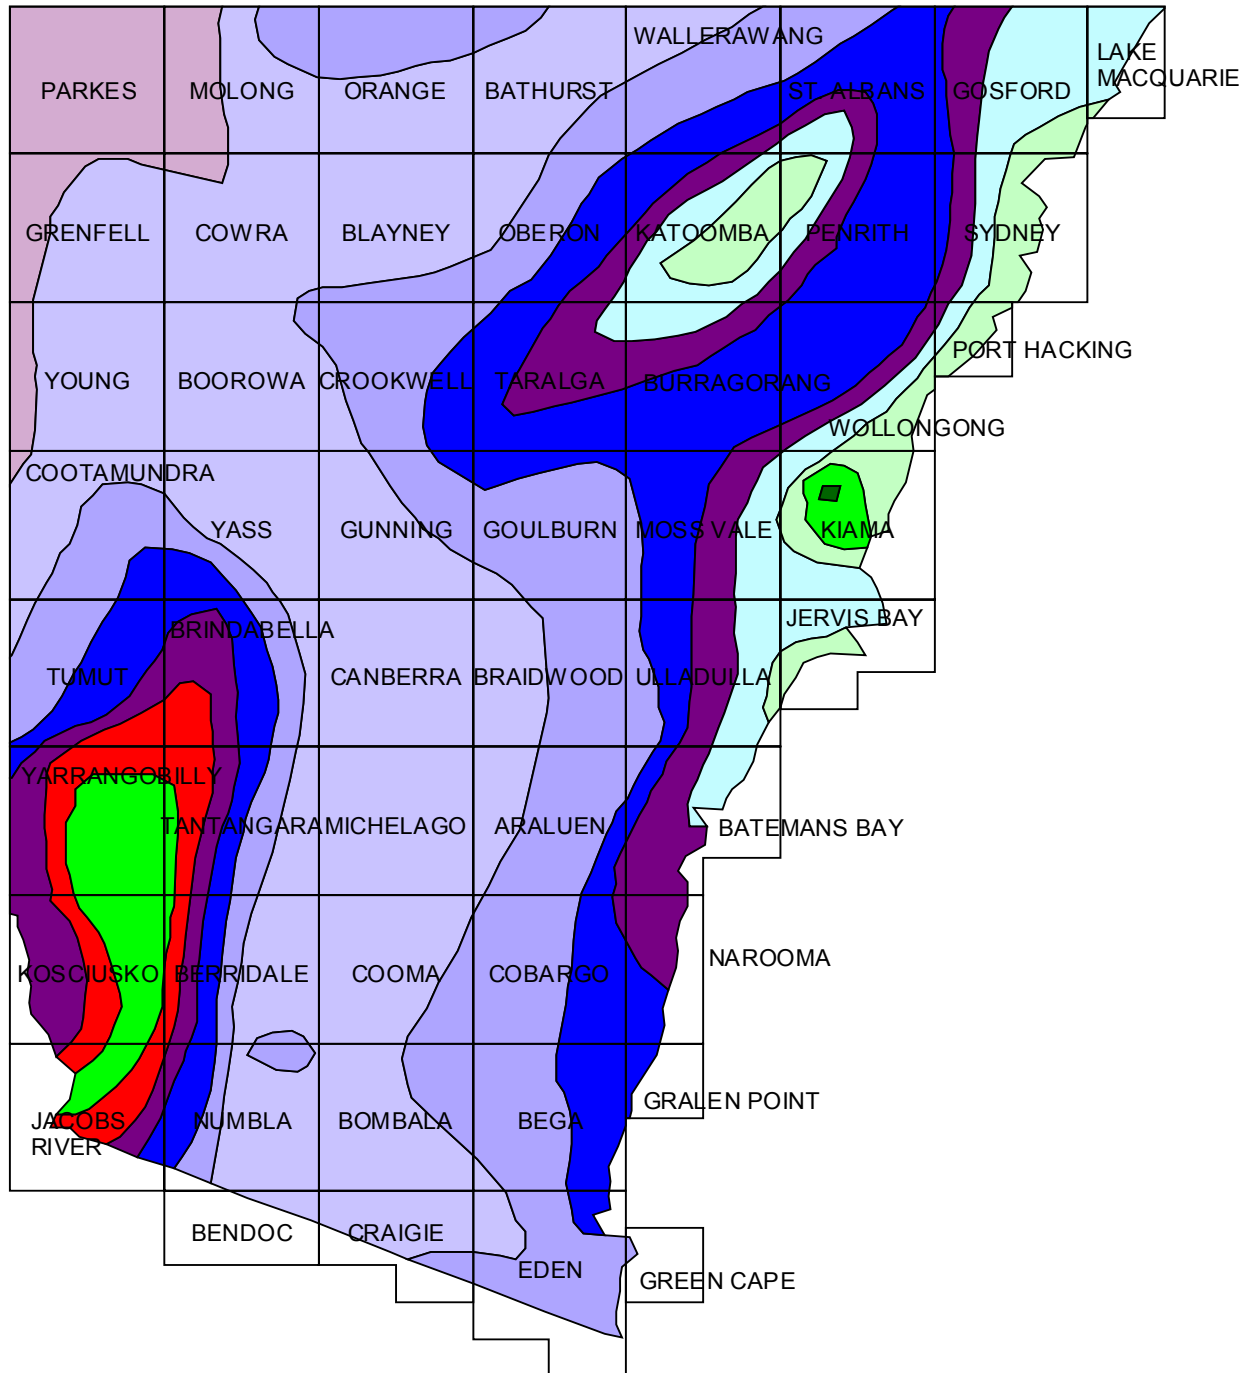 WALLERAWANG
LAKE
MACQUARIE
PARKES
MOLONG
ORANGE
BATHURST
ST ALBANS
GOSFORD
GRENFELL
COWRA
BLAYNEY
OBERON
KATOOMBA
PENRITH
SYDNEY
PORT HACKING
YOUNG
BOOROWA
CROOKWELL
TARALGA
BURRAGORANG
WOLLONGONG
COOTAMUNDRA
YASS
GUNNING
GOULBURN
MOSS VALE
KIAMA
JERVIS BAY
BRINDABELLA
TUMUT
CANBERRA
BRAIDWOOD
ULLADULLA
YARRANGOBILLY
TANTANGARA
MICHELAGO
ARALUEN
BATEMANS BAY
NAROOMA
KOSCIUSKO
BERRIDALE
COOMA
COBARGO
GRALEN POINT
JACOBS
RIVER
NUMBLA
BOMBALA
BEGA
BENDOC
CRAIGIE
EDEN
GREEN CAPE